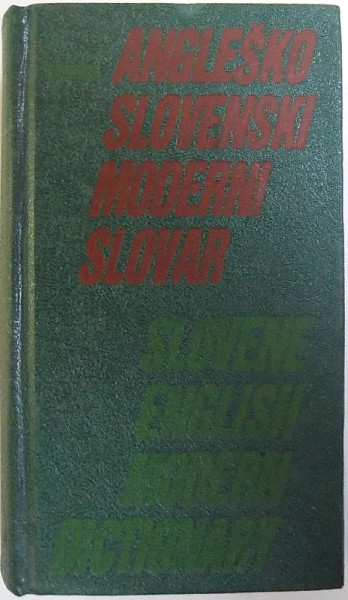 ANGLEŠKO
SLOVENSKI
MODERNI
SLOVAR
SLOVENE
ENGLISH
MODERN
DICTIONARY